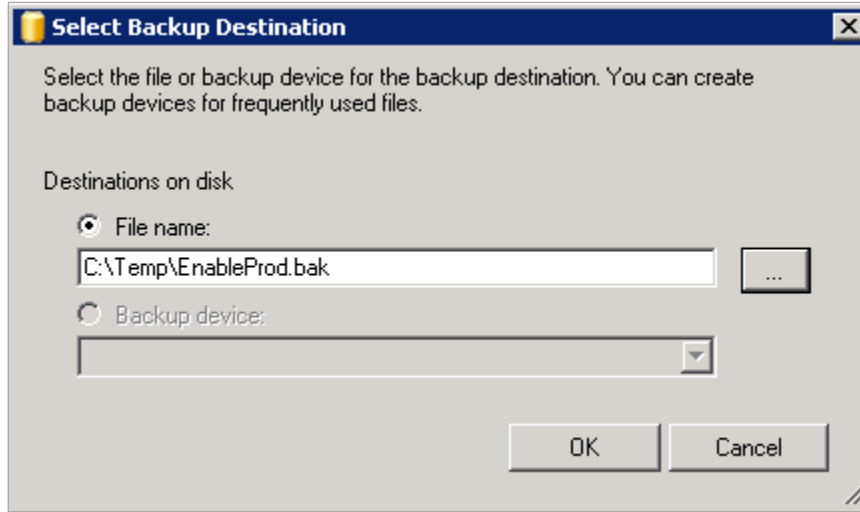 Select Backup Destination
Select the file or backup device for the backup destination. You can create
backup devices for frequently used files.
Destinations on disk
File name:
C:\Temp\EnableProd.bak
...
Backup device:
OK
Cancel